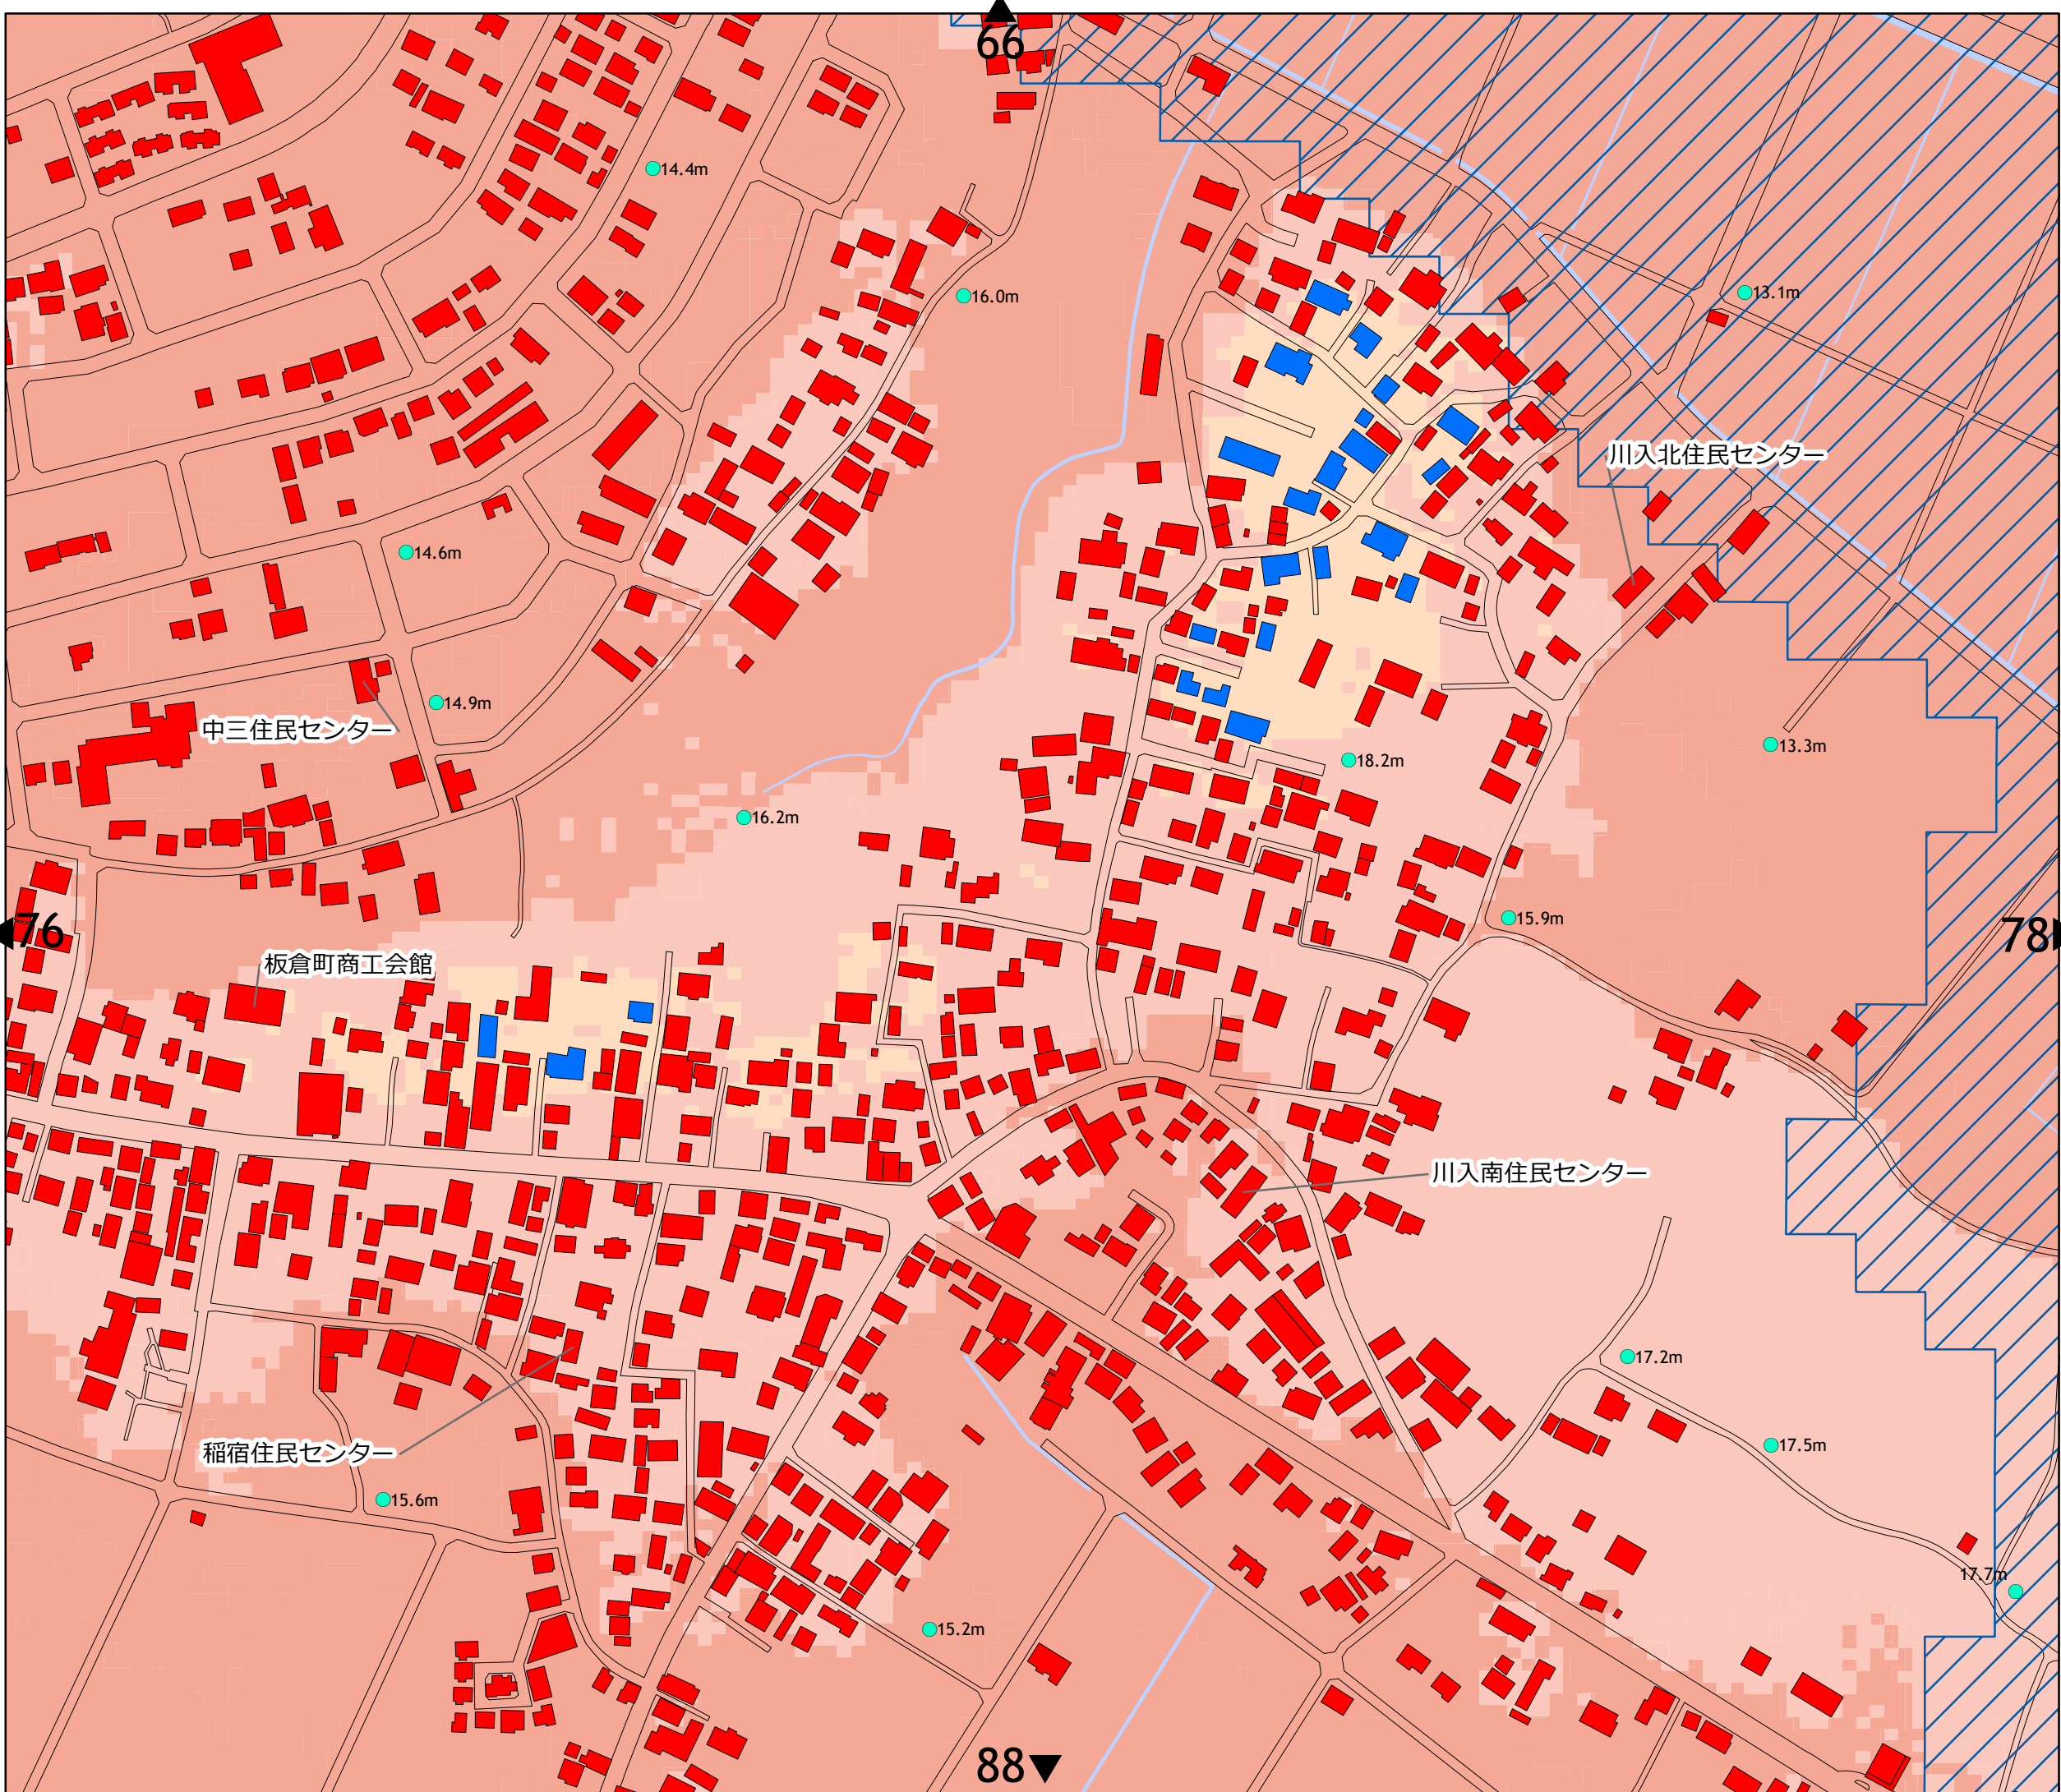 66
14.4m
16.0m
13.1m
川入北住民センター
14.6m
14.9m
中三住民センター
13.3m
18.2m
16.2m
15.9m
76
78
板倉町商工会館
川入南住民センター
17.2m
17.5m
稲宿住民センター
15.6m
17.7m
15.2m
88